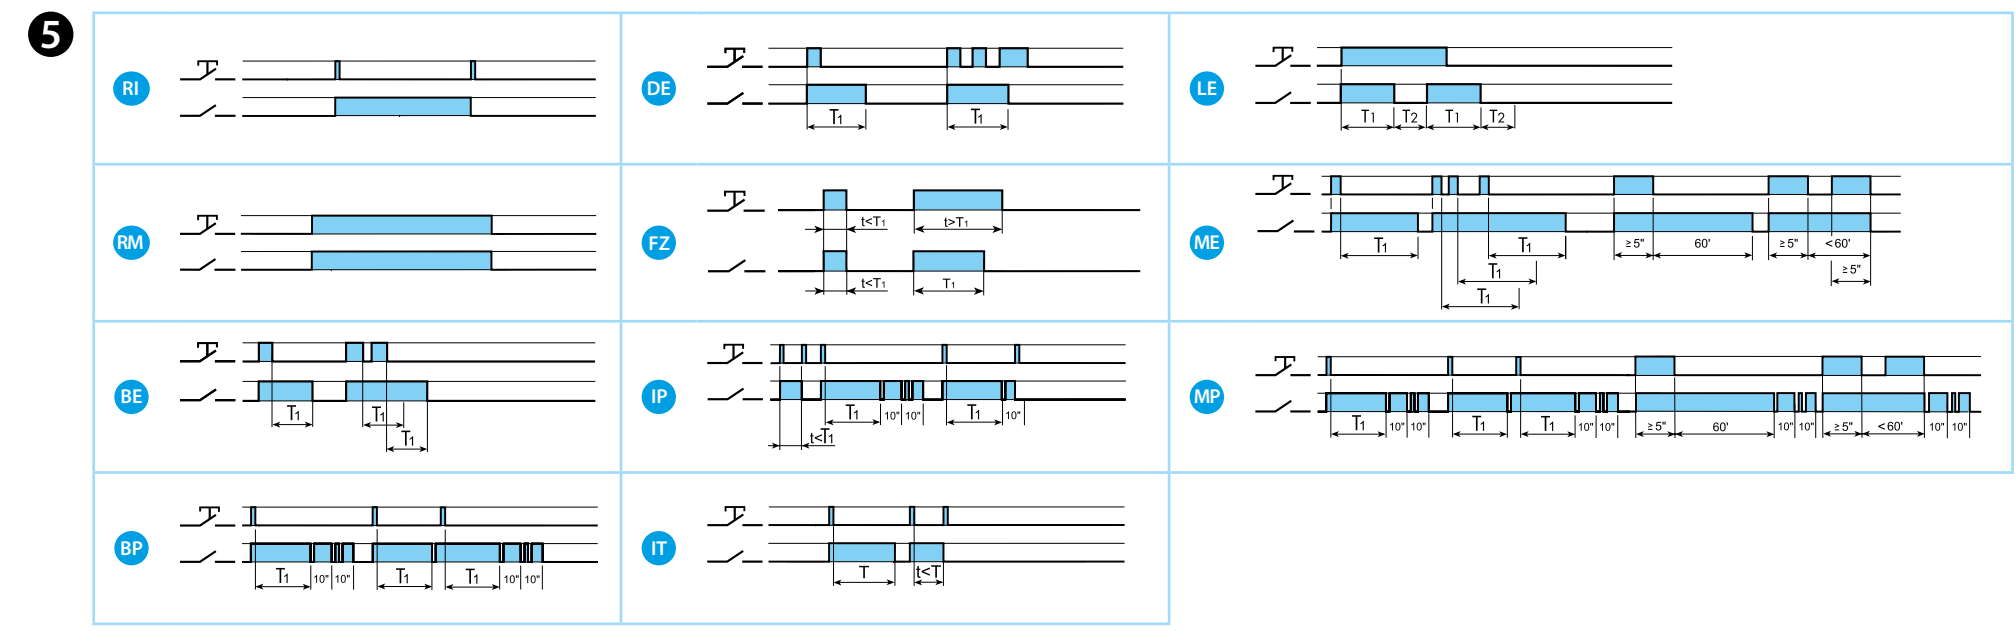 5
RI
DE
T1 T1
LE
T1 T2 T1 T2
RM
FZ
t<T1 t>T1
t<T1 T1
ME
T1 T1 ≥ 5" 60' ≥ 5" < 60'
T1 ≥ 5"
T1
BE
T1 T1
T1
IP
T1 10" 10" T1 10"
t<T1
MP
T1 10" 10" T1 T1 10" 10" ≥ 5" 60' 10" 10" ≥ 5" < 60' 10" 10"
BP
T1 10" 10" T1 T1 10" 10"
IT
T t<T